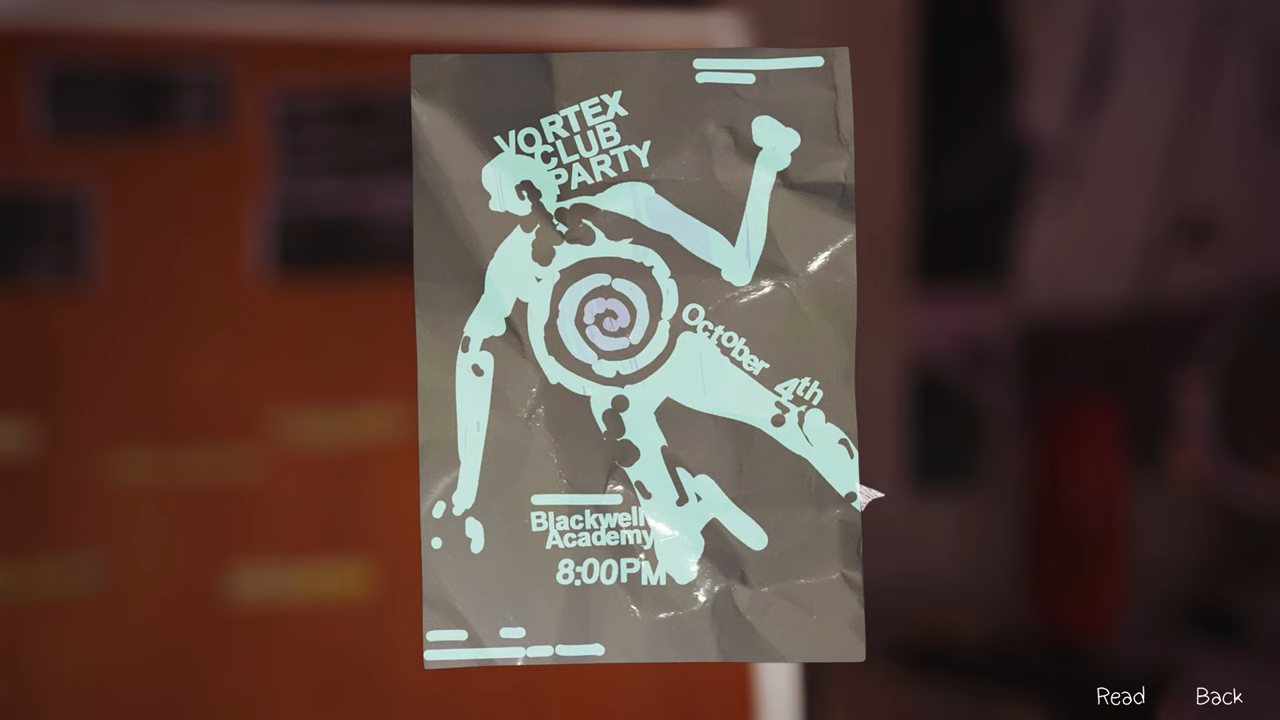 VORTEX
CLUB
PARTY
October 4th
Blackwell
Academy
8:00PM
Read Back